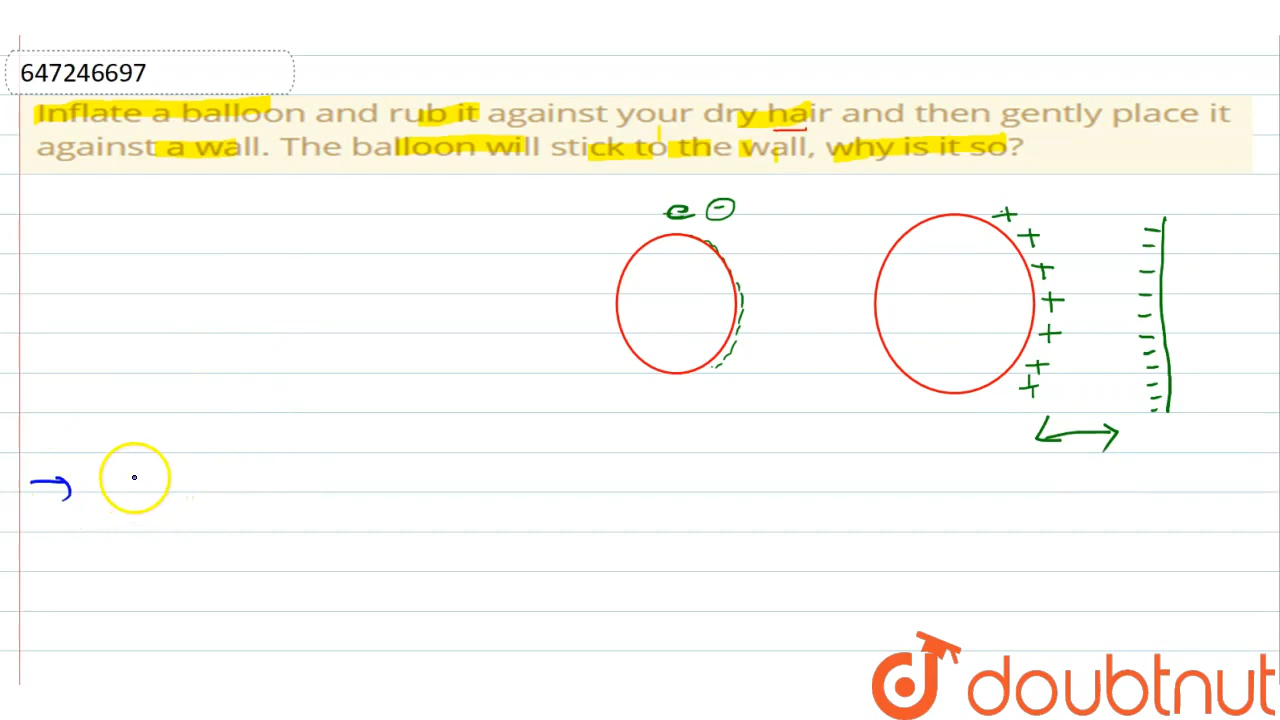 647246697
Inflate a balloon and rub it against your dry hair and then gently place it
against a wall. The balloon will stick to the wall, why is it so?
e ⊖
+
+
+
+
+
+
+
doubtnut